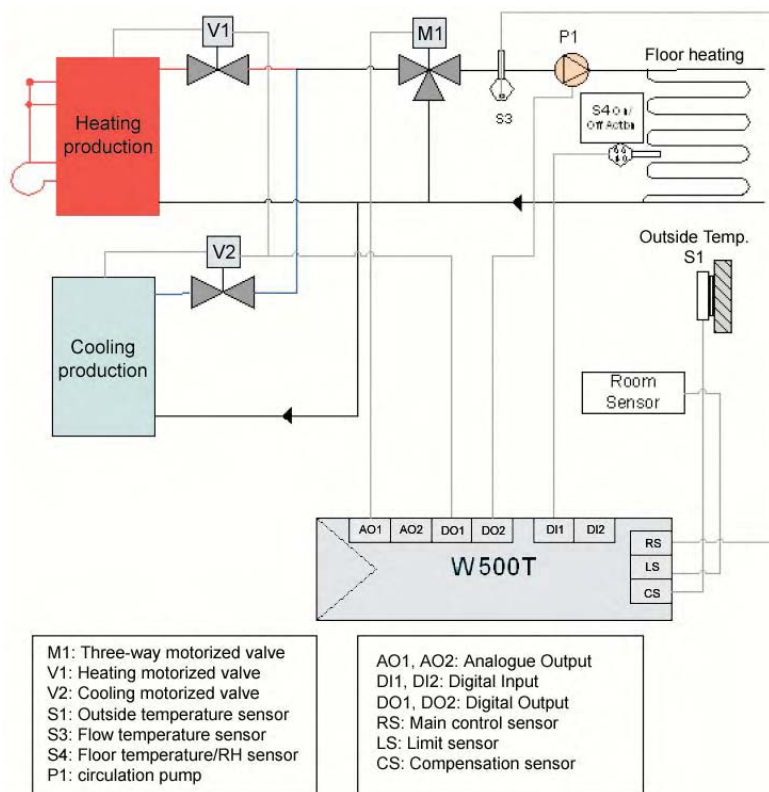 V1
M1
P1
Floor heating
Heating
production
S3
S4 On/
Off Action
V2
Outside Temp.
S1
Cooling
production
Room
Sensor
AO1 AO2 DO1 DO2 DI1 DI2
RS
W500T
LS
CS
M1: Three-way motorized valve
V1: Heating motorized valve
V2: Cooling motorized valve
S1: Outside temperature sensor
S3: Flow temperature sensor
S4: Floor temperature/RH sensor
P1: circulation pump
AO1, AO2: Analogue Output
DI1, DI2: Digital Input
DO1, DO2: Digital Output
RS: Main control sensor
LS: Limit sensor
CS: Compensation sensor